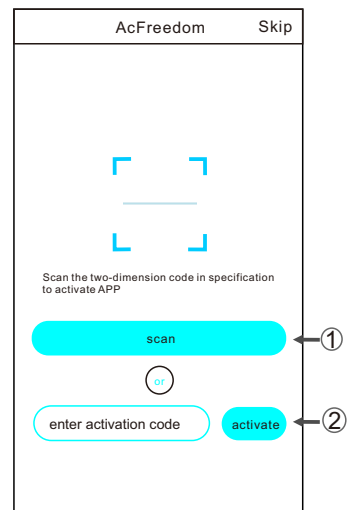 AcFreedom Skip
Scan the two-dimension code in specification
to activate APP
scan
①
or
enter activation code activate
②